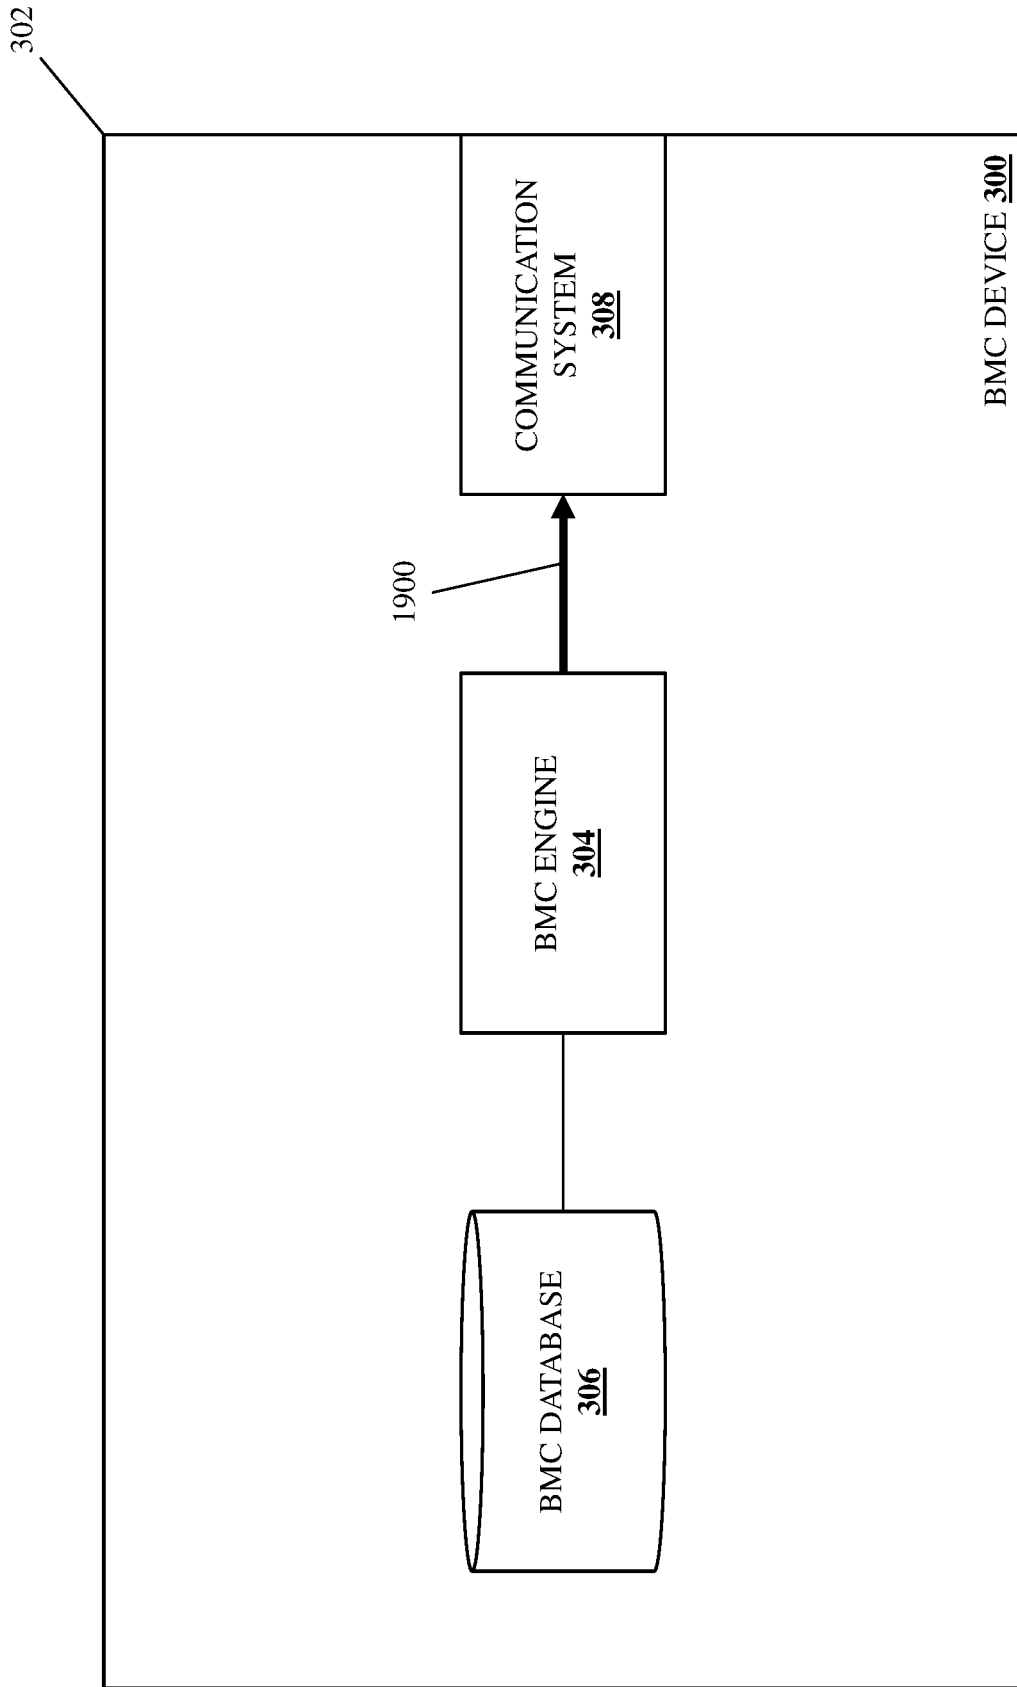 302
1900
BMC DATABASE
306
BMC ENGINE
304
COMMUNICATION
SYSTEM
308
BMC DEVICE 300